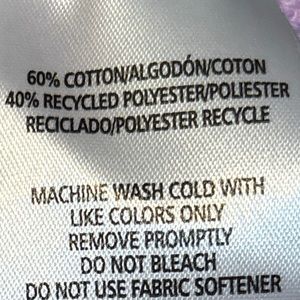 60% COTTON/ALGODÓN/COTON
40% RECYCLED POLYESTER/POLIESTER
RECICLADO/POLYESTER RECYCLE
MACHINE WASH COLD WITH
LIKE COLORS ONLY
REMOVE PROMPTLY
DO NOT BLEACH
DO NOT USE FABRIC SOFTENER